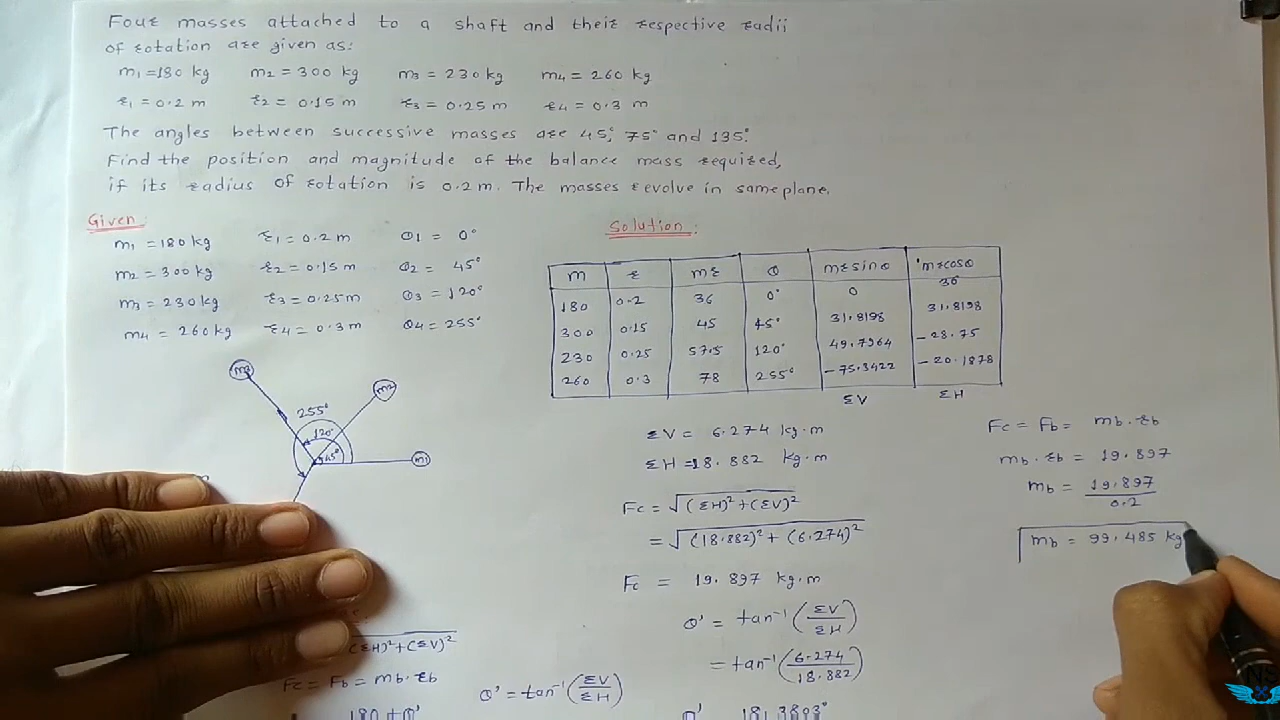 Four masses attached to a shaft and their respective radii
of rotation are given as:
m1 = 180 kg m2 = 300 kg m3 = 230 kg m4 = 260 kg
r1 = 0.2 m r2 = 0.15 m r3 = 0.25 m r4 = 0.3 m
The angles between successive masses are 45°, 75° and 135°.
Find the position and magnitude of the balance mass required,
if its radius of rotation is 0.2 m. The masses revolve in same plane.
Given:
m1 = 180 kg r1 = 0.2 m θ1 = 0°
m2 = 300 kg r2 = 0.15 m θ2 = 45°
m3 = 230 kg r3 = 0.25 m θ3 = 120°
m4 = 260 kg r4 = 0.3 m θ4 = 255°
m3
m2
255°
120°
45°
m1
(ΣH)² + (ΣV)²
Fc = Fb = mb . rb
180 + θ'
θ' = tan⁻¹ (ΣV/ΣH)
Solution:
m r mr θ mrsinθ mrcosθ
180 0.2 36 0° 0 36
300 0.15 45 45° 31.8198 31.8198
230 0.25 57.5 120° 49.7964 -28.75
260 0.3 78 255° -75.3422 -20.1878
ΣV ΣH
ΣV = 6.274 kg.m
ΣH = 18.882 kg.m
Fc = √(ΣH)² + (ΣV)²
= √(18.882)² + (6.274)²
Fc = 19.897 kg.m
θ' = tan⁻¹ (ΣV/ΣH)
= tan⁻¹ (6.274/18.882)
θ' 18.3803°
Fc = Fb = mb . rb
mb . rb = 19.897
mb = 19.897/0.2
mb = 99.485 kg